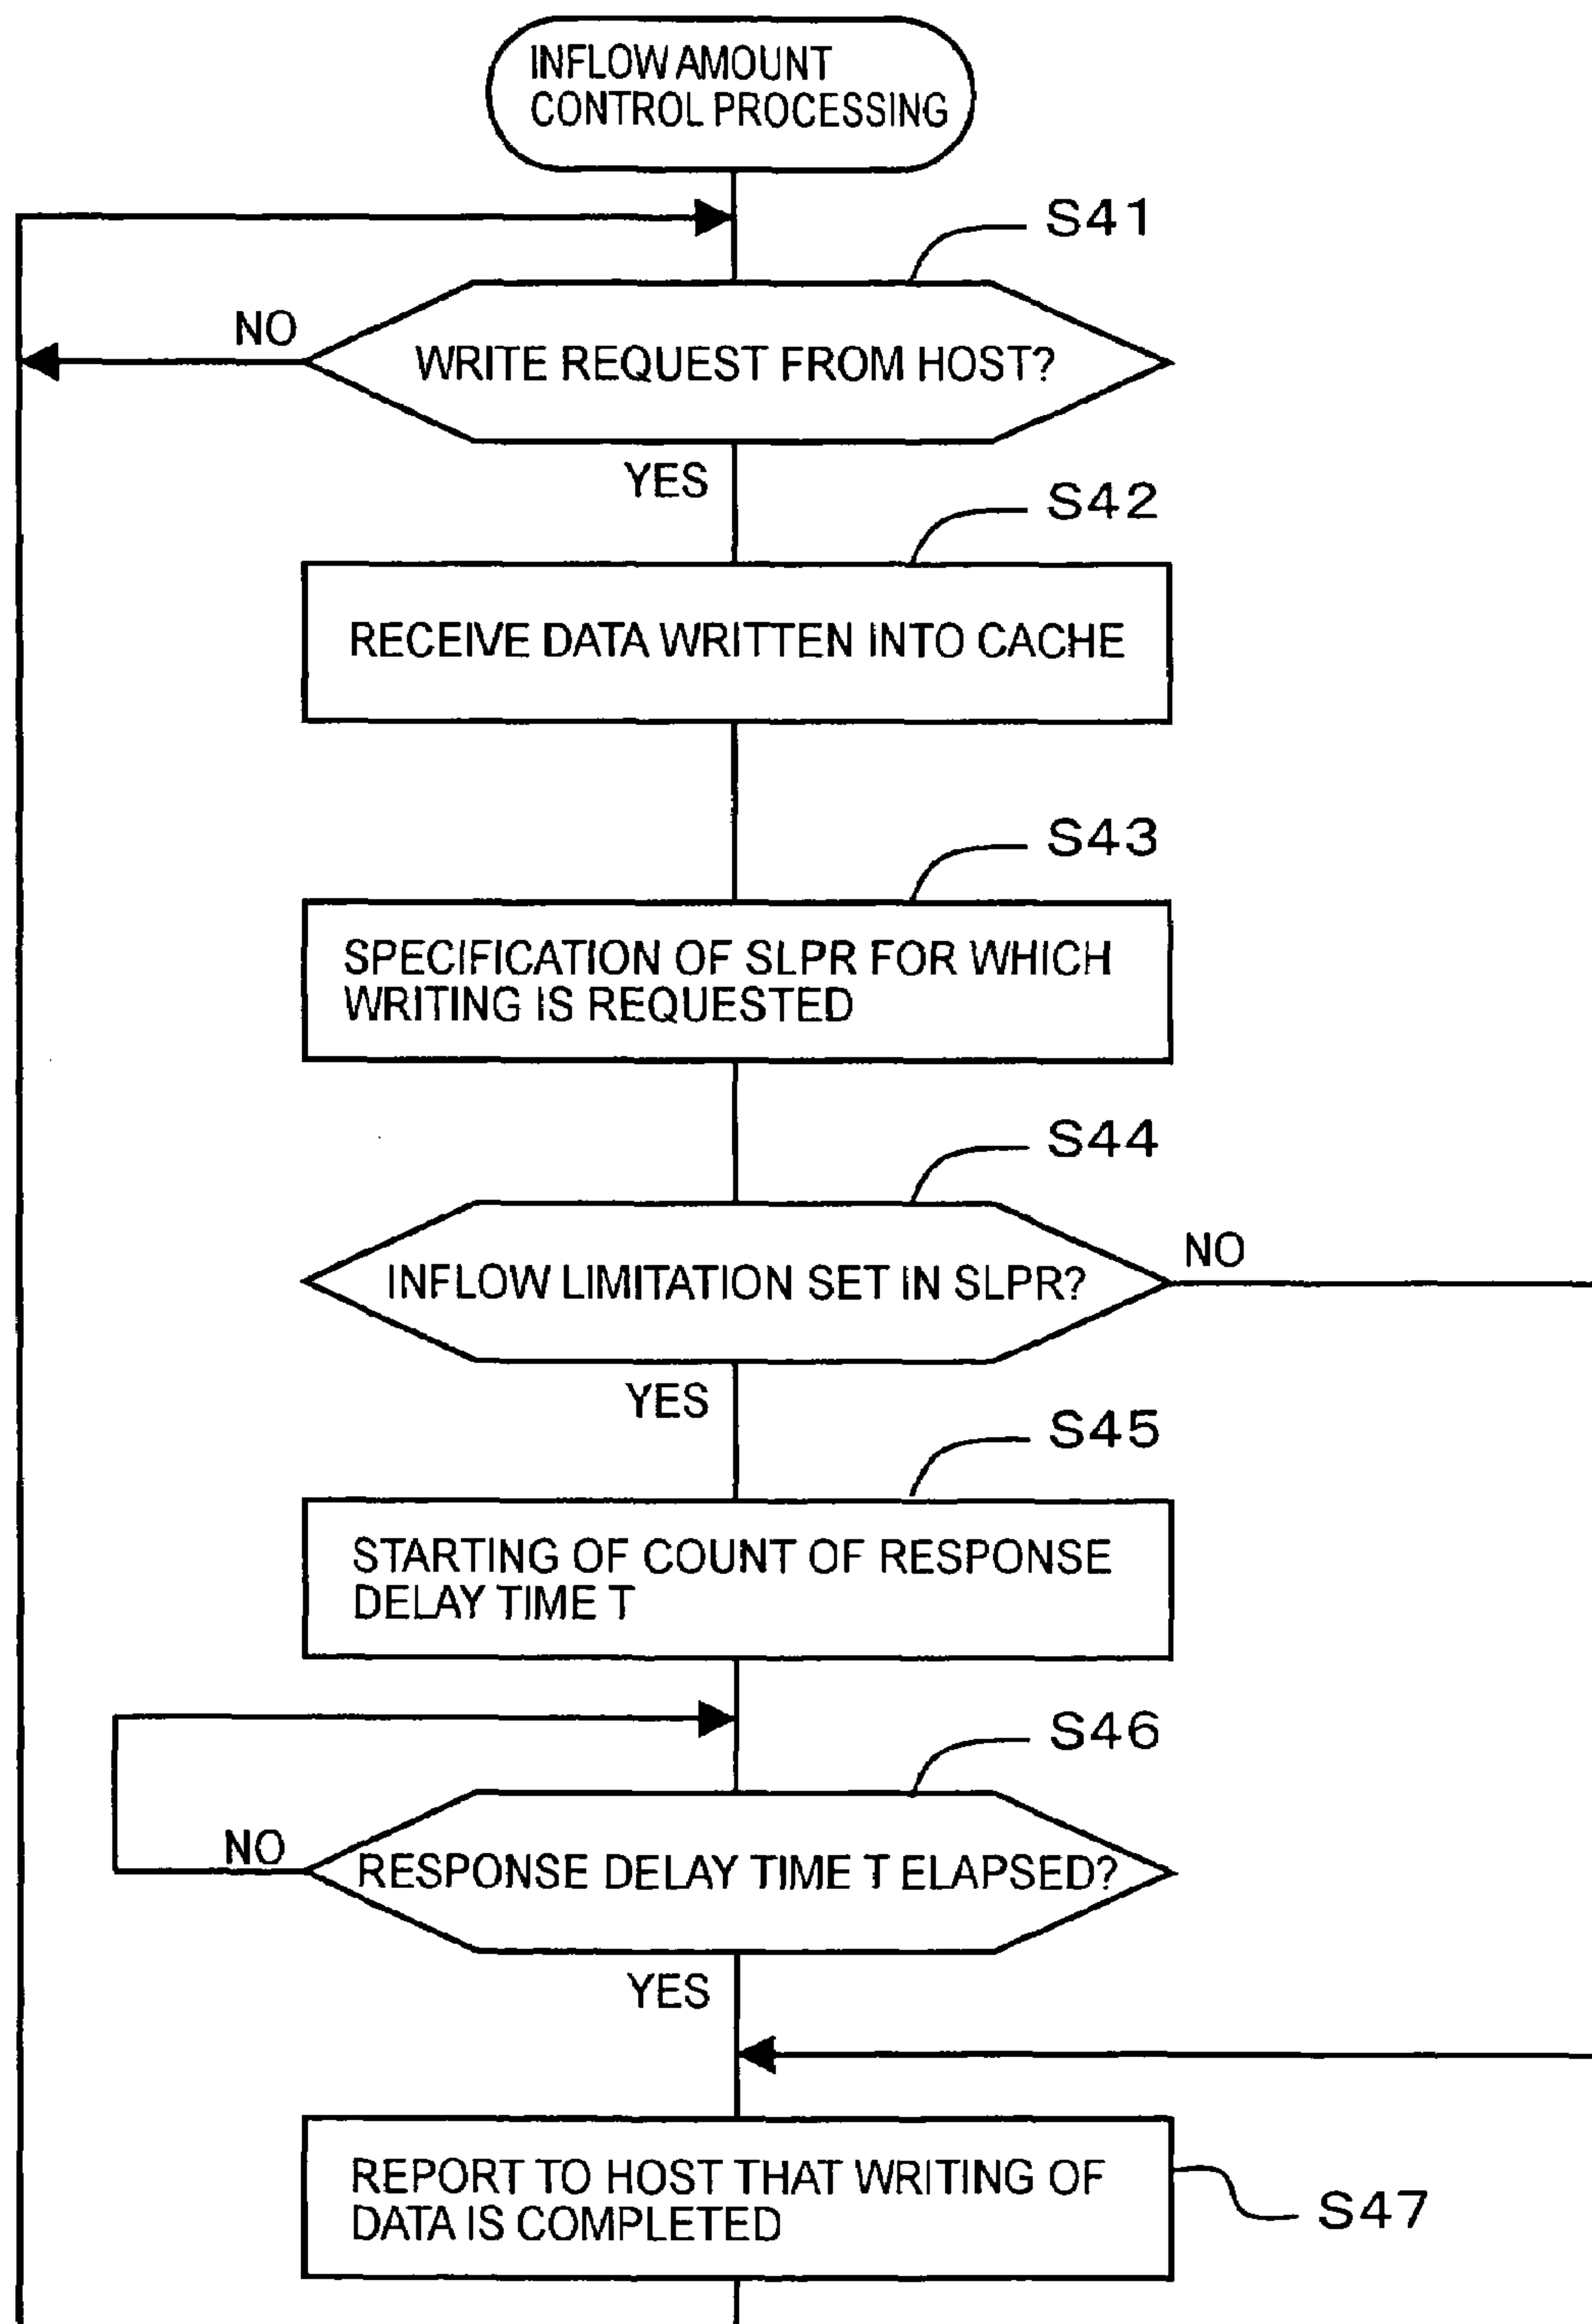 INFLOW AMOUNT
CONTROL PROCESSING
S41
NO
WRITE REQUEST FROM HOST?
YES
S42
RECEIVE DATA WRITTEN INTO CACHE
S43
SPECIFICATION OF SLPR FOR WHICH
WRITING IS REQUESTED
S44
NO
INFLOW LIMITATION SET IN SLPR?
YES
S45
STARTING OF COUNT OF RESPONSE
DELAY TIME T
S46
NO
RESPONSE DELAY TIME T ELAPSED?
YES
REPORT TO HOST THAT WRITING OF
DATA IS COMPLETED
S47